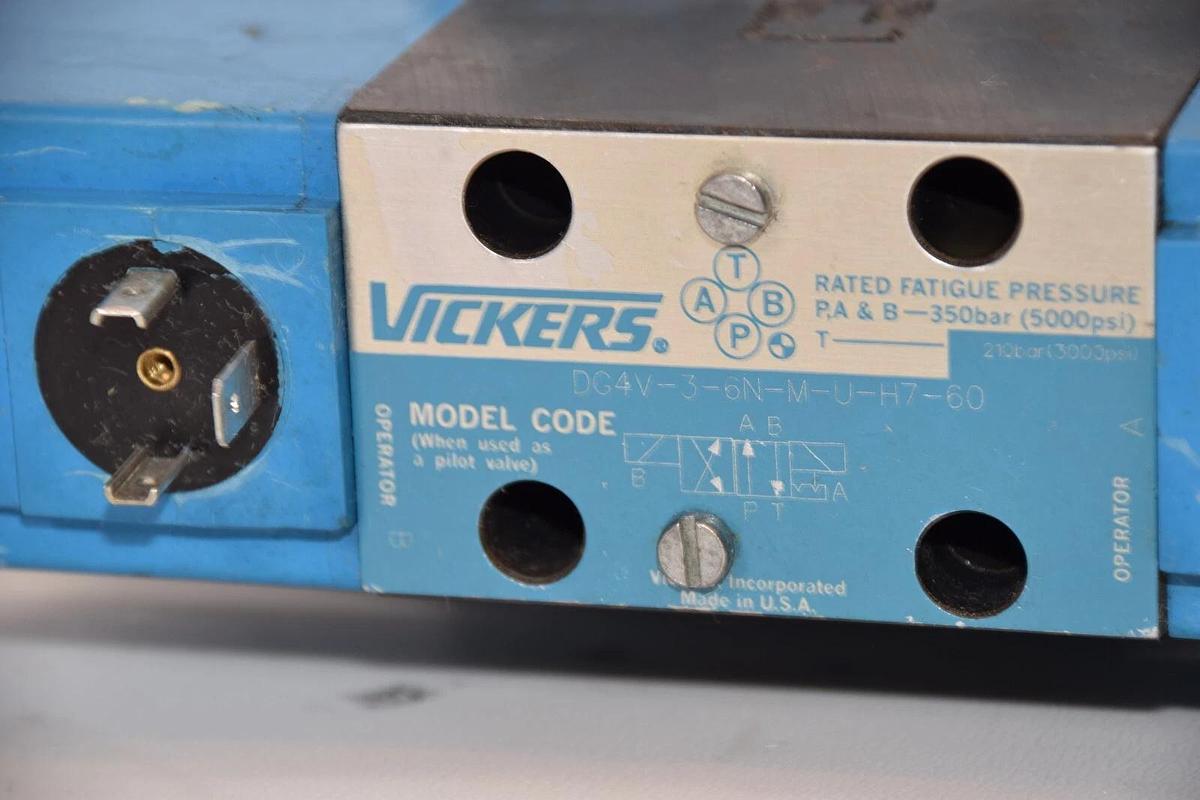 VICKERS®
T
A B
P
RATED FATIGUE PRESSURE
P,A & B—350bar (5000psi)
T—
210bar(3000psi)
DG4V-3-6N-M-U-H7-60
MODEL CODE
(When used as
a pilot valve)
OPERATOR
B
A B
B
A
P T
A
OPERATOR
Incorporated
Made in U.S.A.